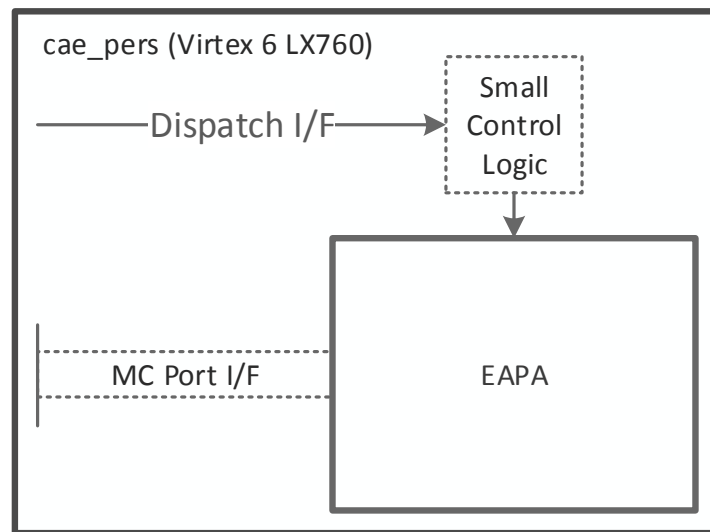 cae_pers (Virtex 6 LX760)
Dispatch I/F
Small
Control
Logic
MC Port I/F
EAPA